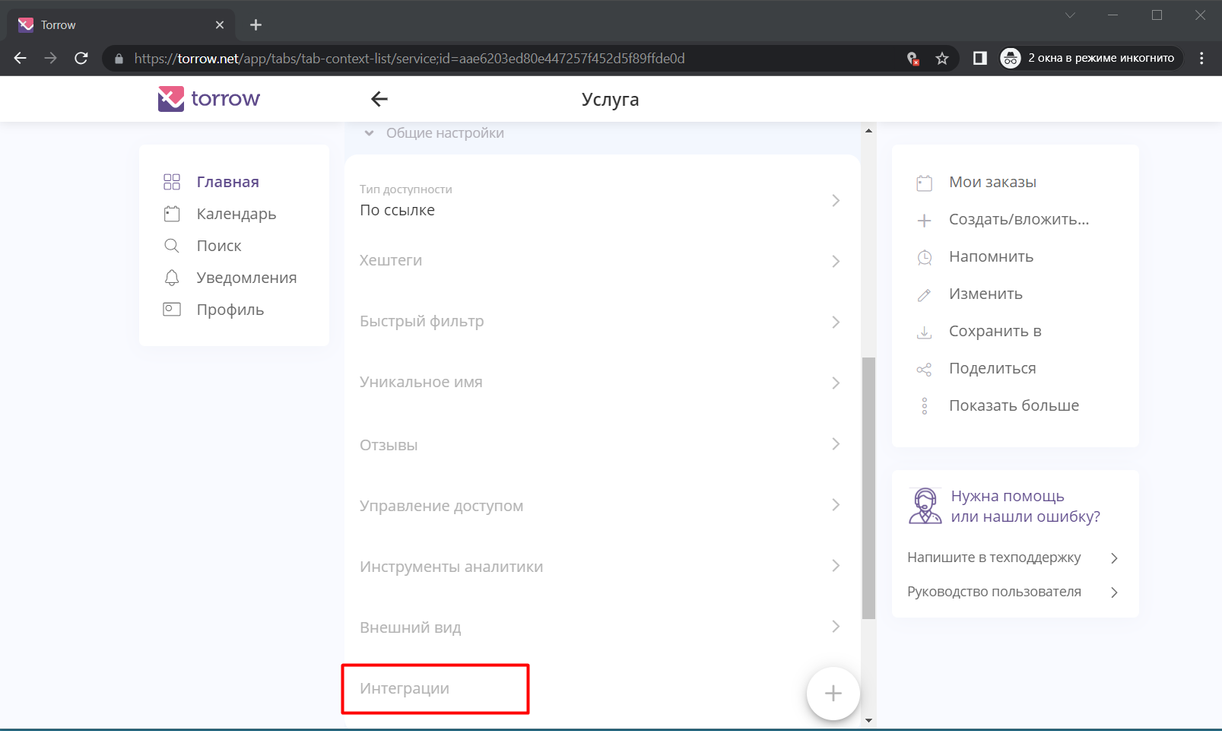 Torrow
https://torrow.net/app/tabs/tab-context-list/service;id=aae6203ed80e447257f452d5f89ffde0d
2 окна в режиме инкогнито
torrow
Услуга
Главная
Календарь
Поиск
Уведомления
Профиль
Общие настройки
Тип доступности
По ссылке
Хештеги
Быстрый фильтр
Уникальное имя
Отзывы
Управление доступом
Инструменты аналитики
Внешний вид
Интеграции
Мои заказы
Создать/вложить...
Напомнить
Изменить
Сохранить в
Поделиться
Показать больше
Нужна помощь
или нашли ошибку?
Напишите в техподдержку
Руководство пользователя